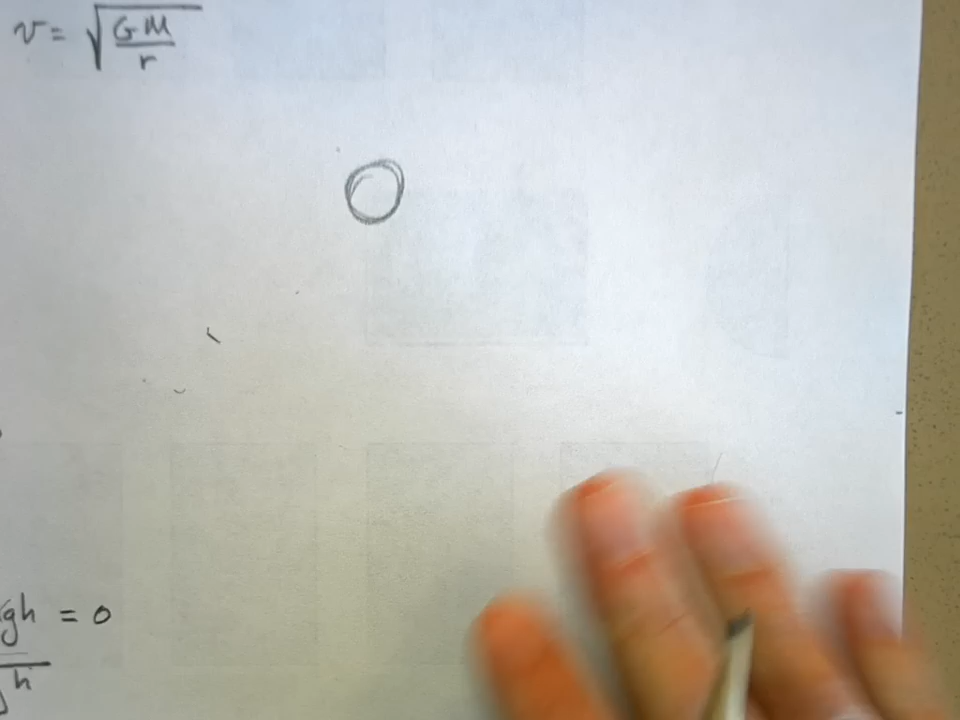 v = √(GM/r)
gh = 0
h